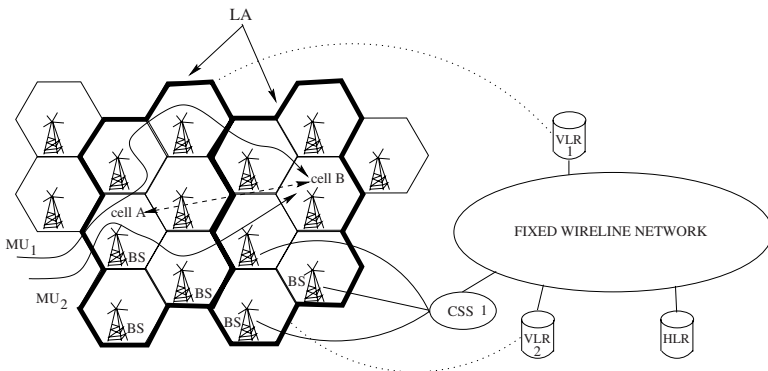 LA
VLR
1
cell B
cell A
MU1
BS
FIXED WIRELINE NETWORK
BS
BS
MU2
CSS 1
BS
BS
VLR
2
HLR